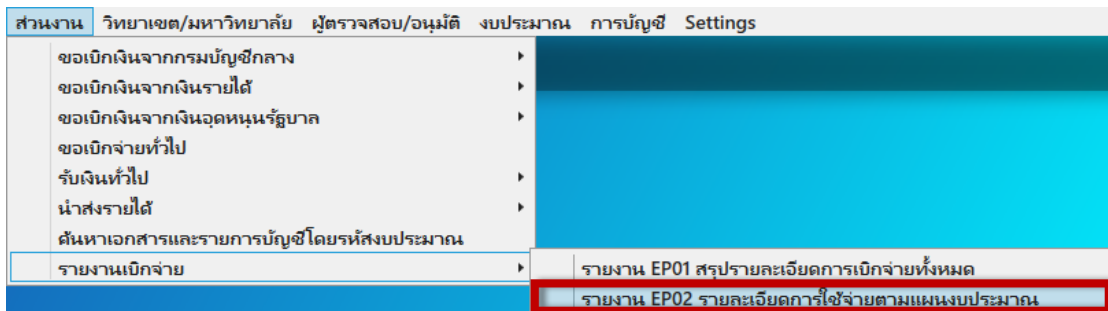 ส่วนงาน วิทยาเขต/มหาวิทยาลัย ผู้ตรวจสอบ/อนุมัติ งบประมาณ การบัญชี Settings
ขอเบิกเงินจากกรมบัญชีกลาง
ขอเบิกเงินจากเงินรายได้
ขอเบิกเงินจากเงินอุดหนุนรัฐบาล
ขอเบิกจ่ายทั่วไป
รับเงินทั่วไป
นำส่งรายได้
ค้นหาเอกสารและรายการบัญชีโดยรหัสงบประมาณ
รายงานเบิกจ่าย
รายงาน EP01 สรุปรายละเอียดการเบิกจ่ายทั้งหมด
รายงาน EP02 รายละเอียดการใช้จ่ายตามแผนงบประมาณ